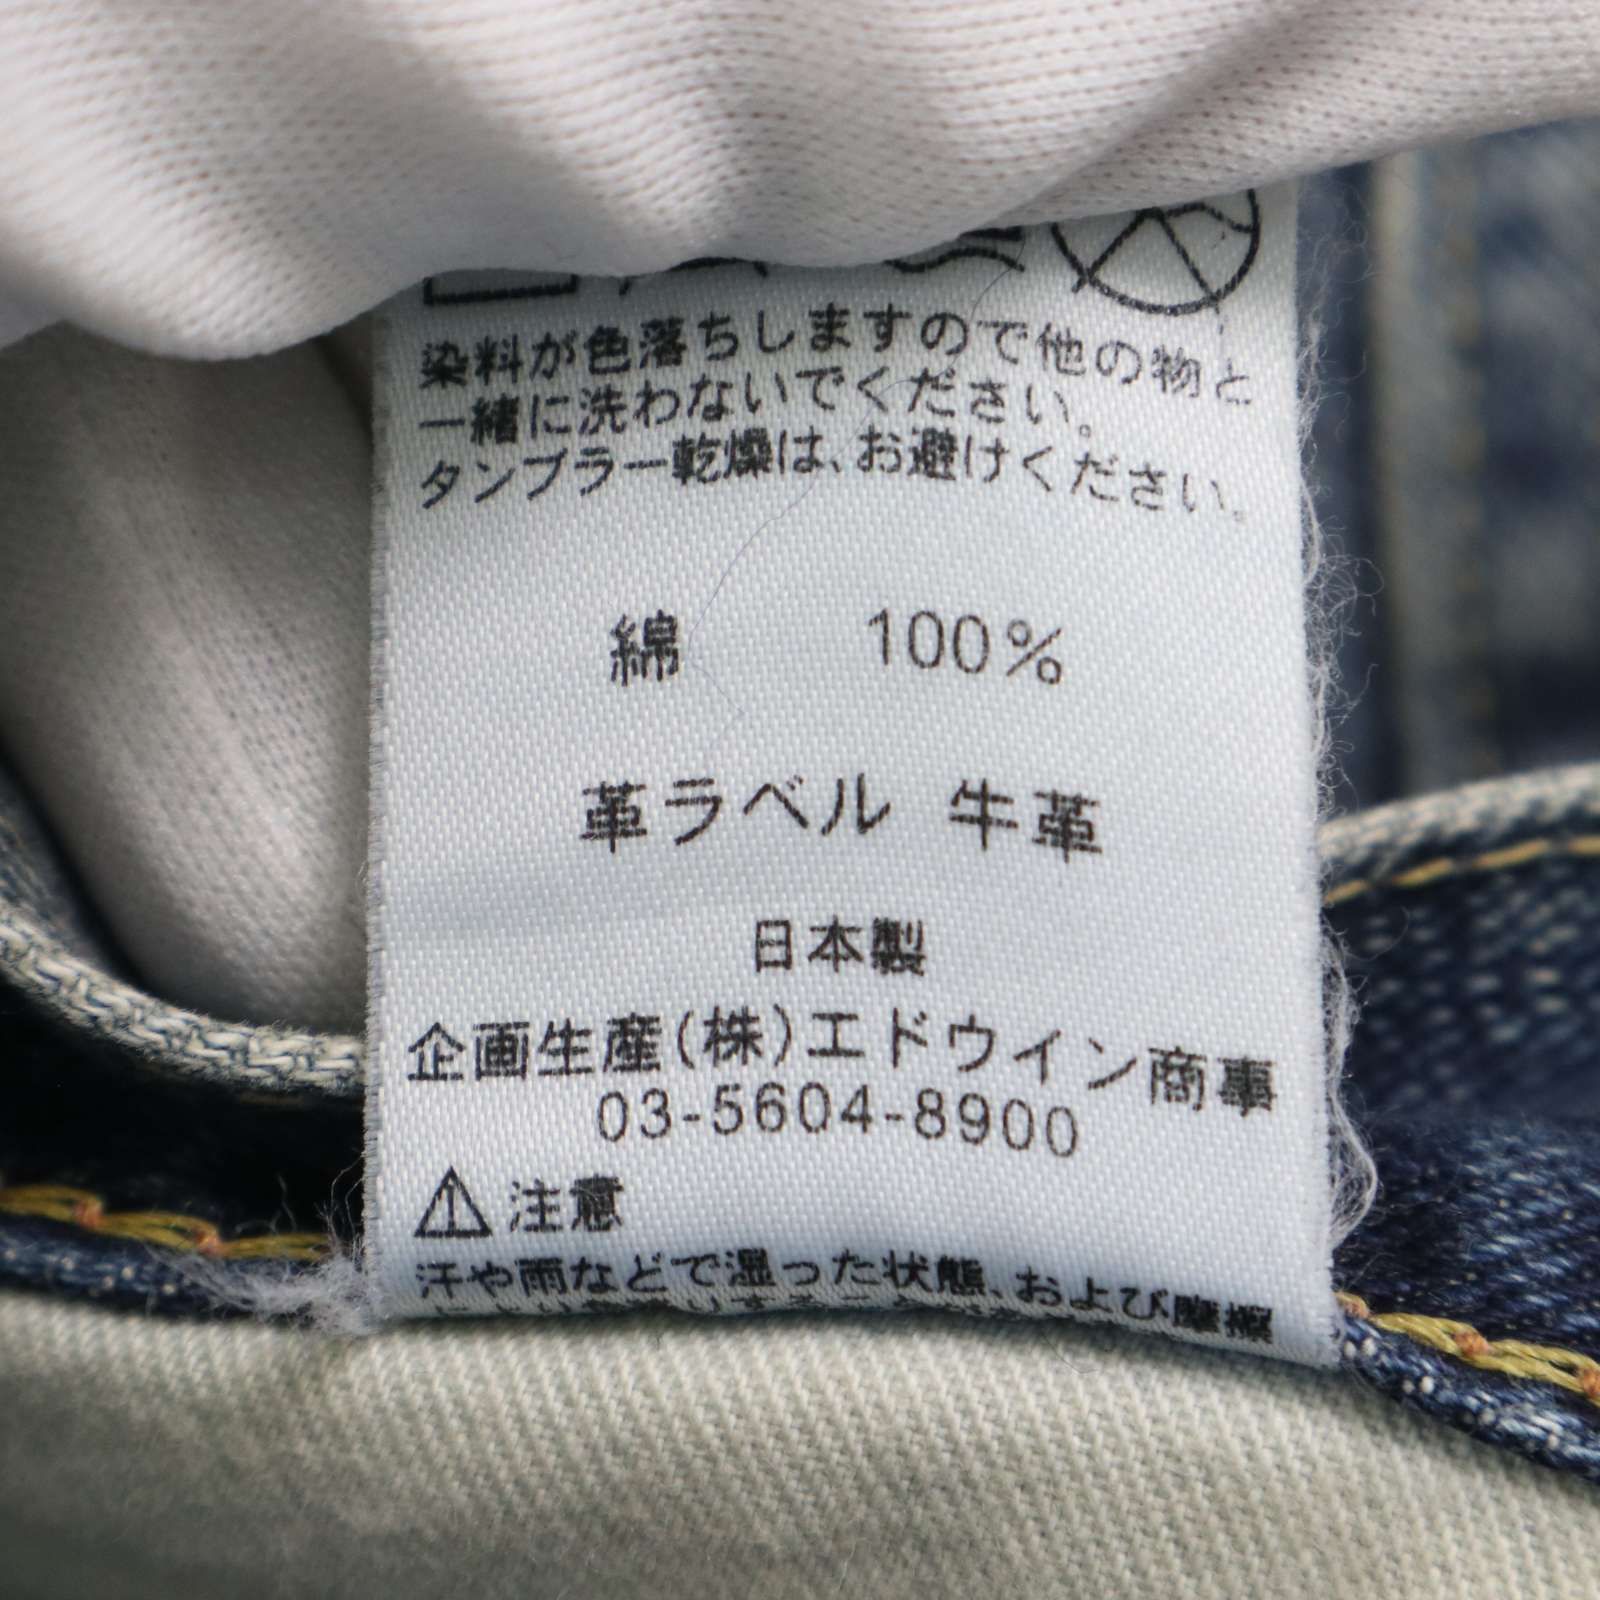 染料が色落ちしますので他の物と
一緒に洗わないでください。
タンブラー乾燥は、お避けください。
綿 100%
革ラベル 牛革
日本製
企画生産(株)エドウイン商事
03-5604-8900
注意
汗や雨などで湿った状態、および摩擦